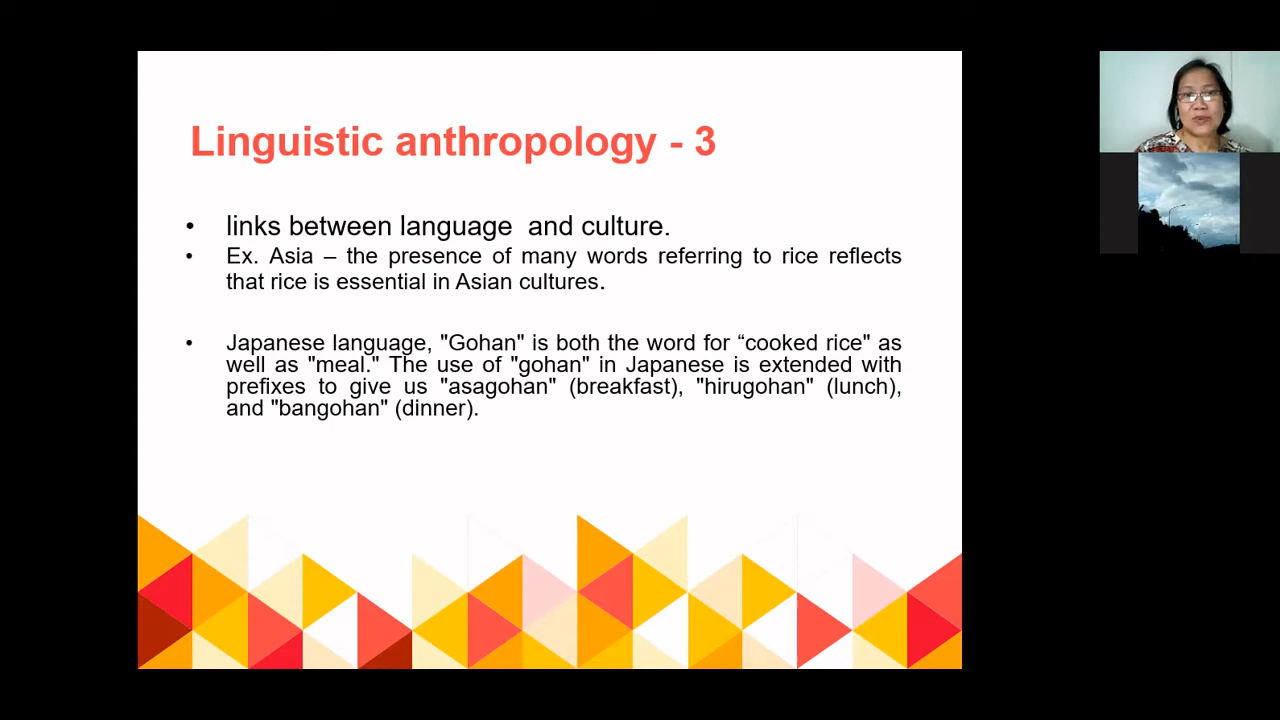 Linguistic anthropology - 3
• links between language  and culture.
• Ex. Asia – the presence of many words referring to rice reflects
that rice is essential in Asian cultures.
• Japanese language, "Gohan" is both the word for “cooked rice" as
well as "meal." The use of "gohan" in Japanese is extended with
prefixes to give us "asagohan" (breakfast), "hirugohan" (lunch),
and "bangohan" (dinner).